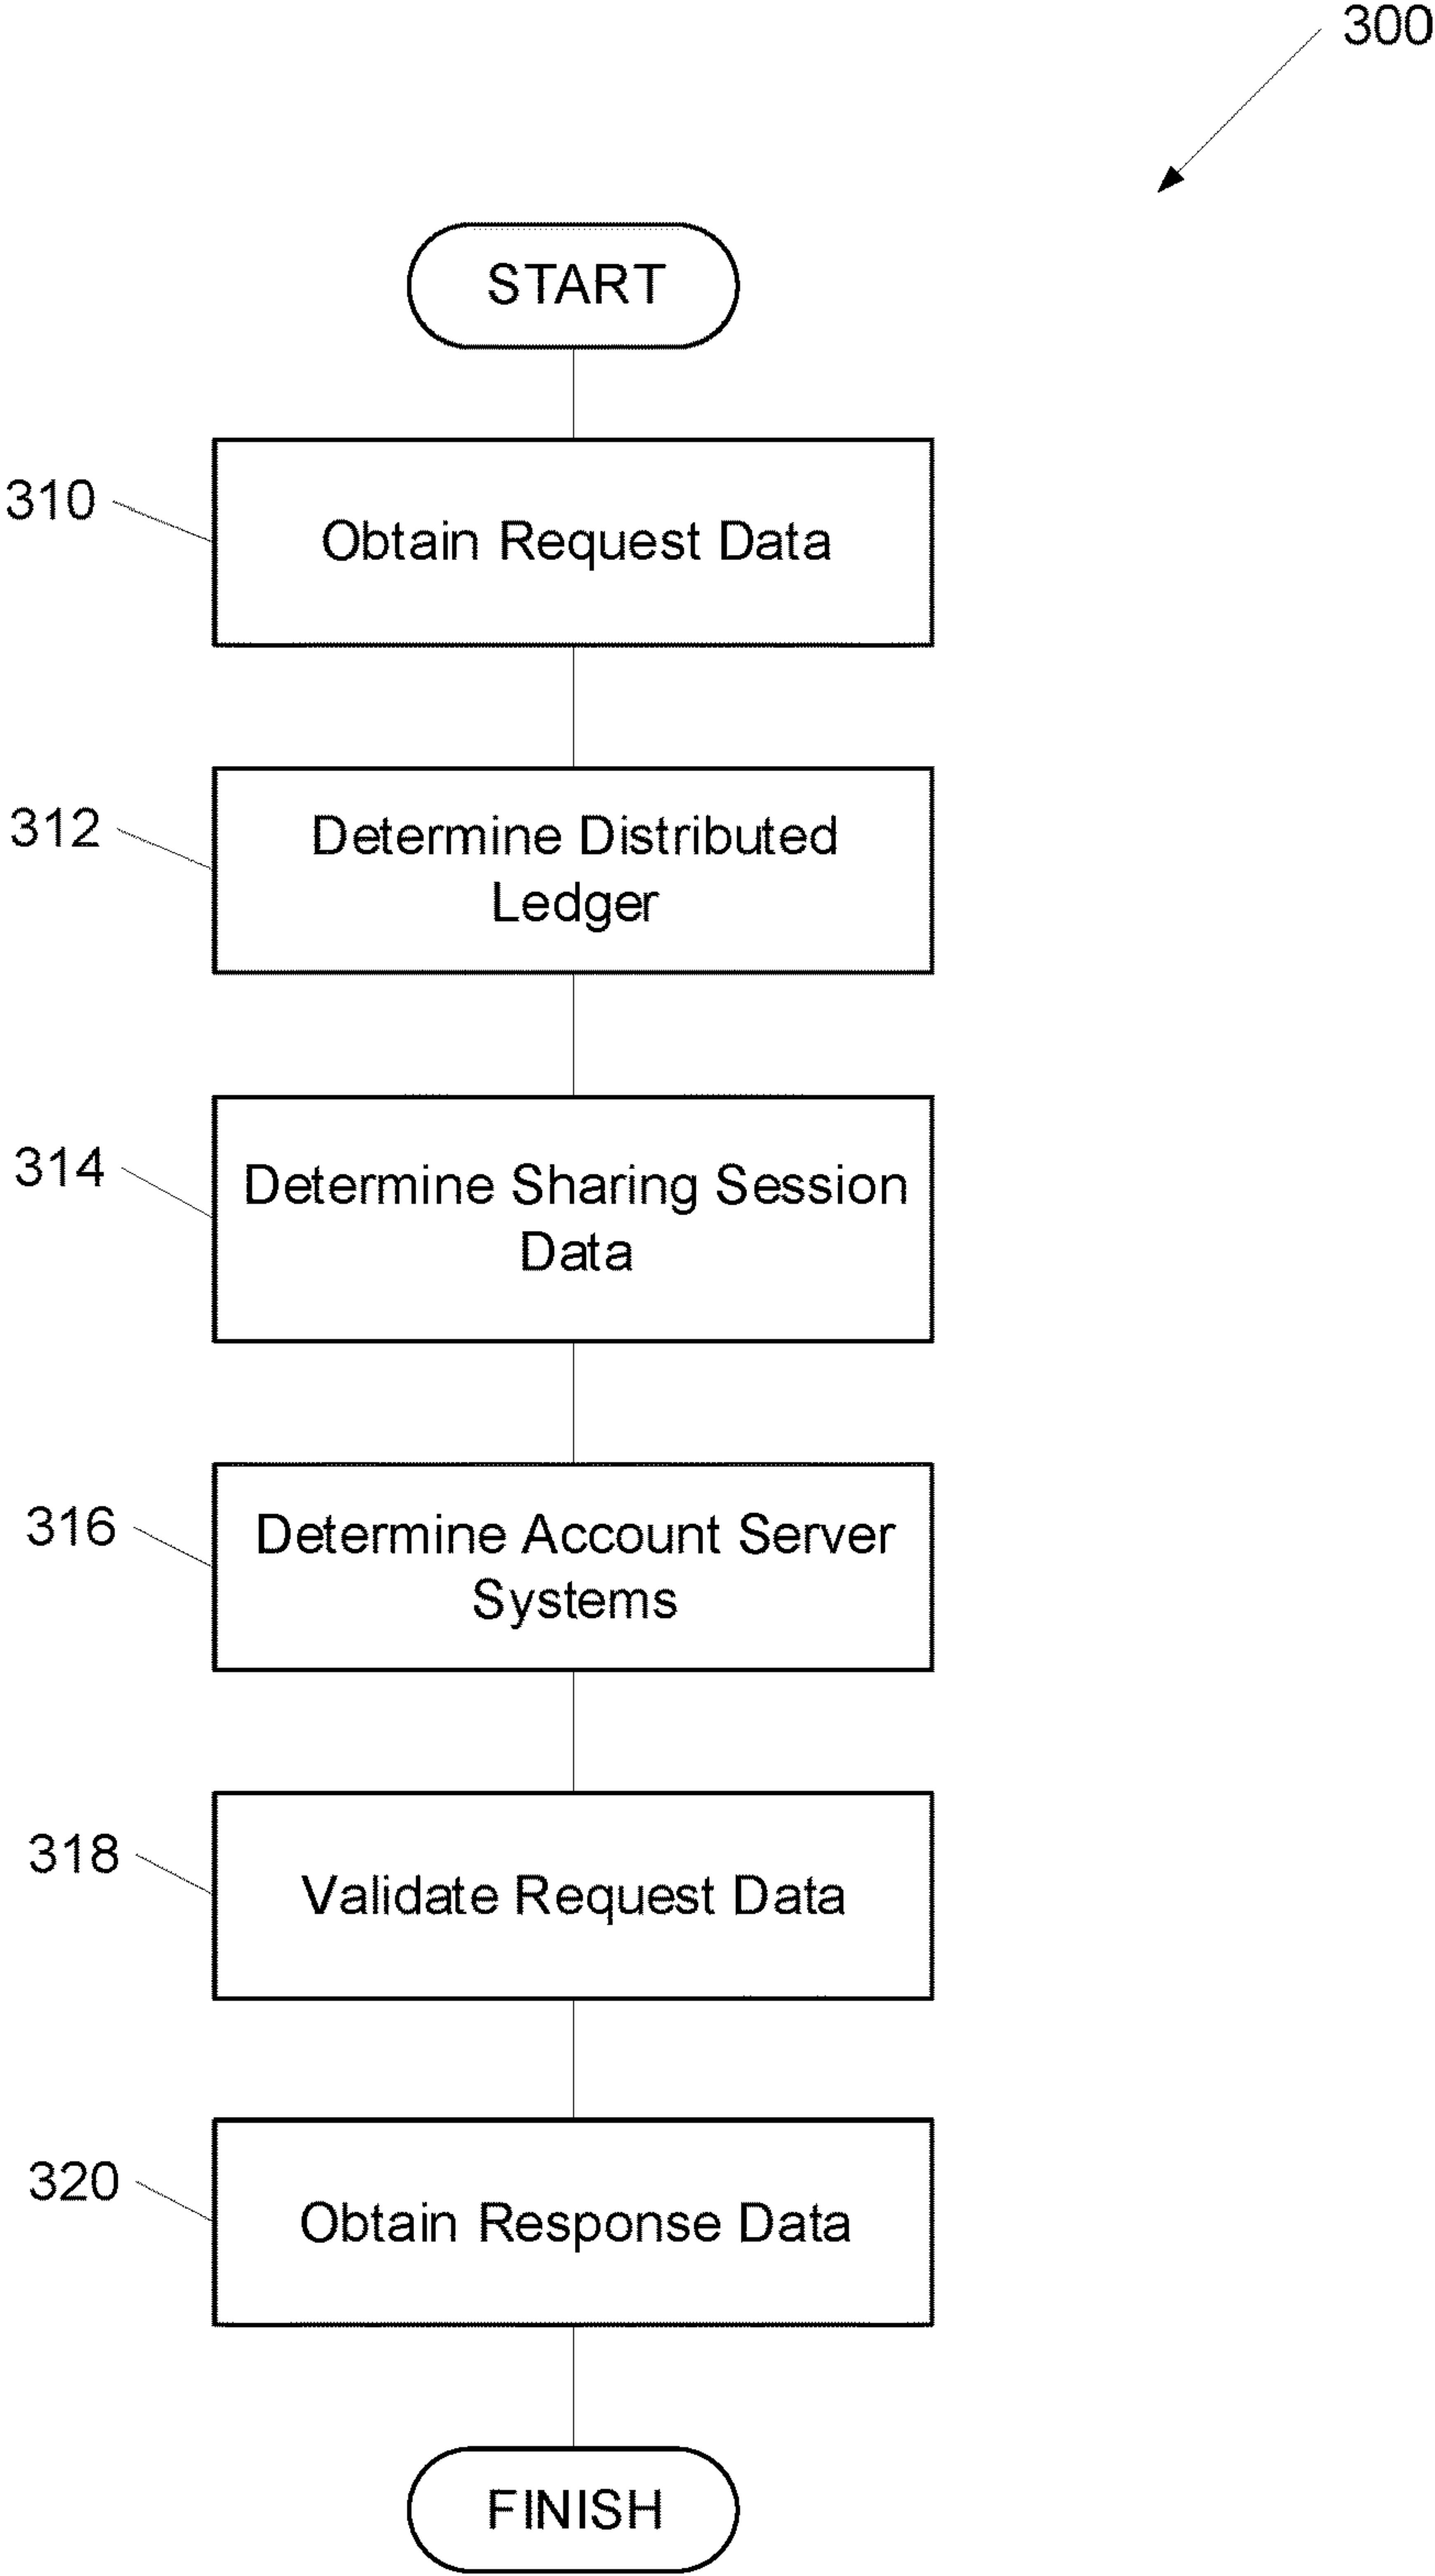 300
START
310
Obtain Request Data
312
Determine Distributed
Ledger
314
Determine Sharing Session
Data
316
Determine Account Server
Systems
318
Validate Request Data
320
Obtain Response Data
FINISH